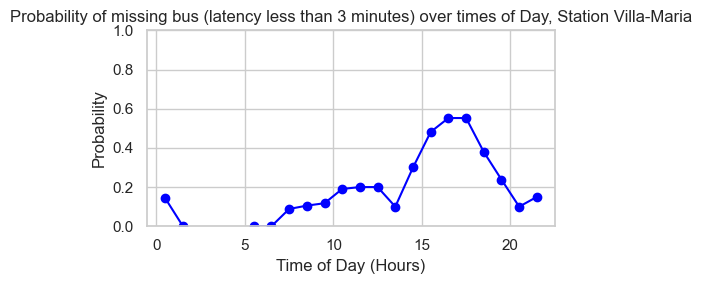 Probability of missing bus (latency less than 3 minutes) over times of Day, Station Villa-Maria
1.0
0.8
0.6
0.4
0.2
0.0
Probability
0 5 10 15 20
Time of Day (Hours)